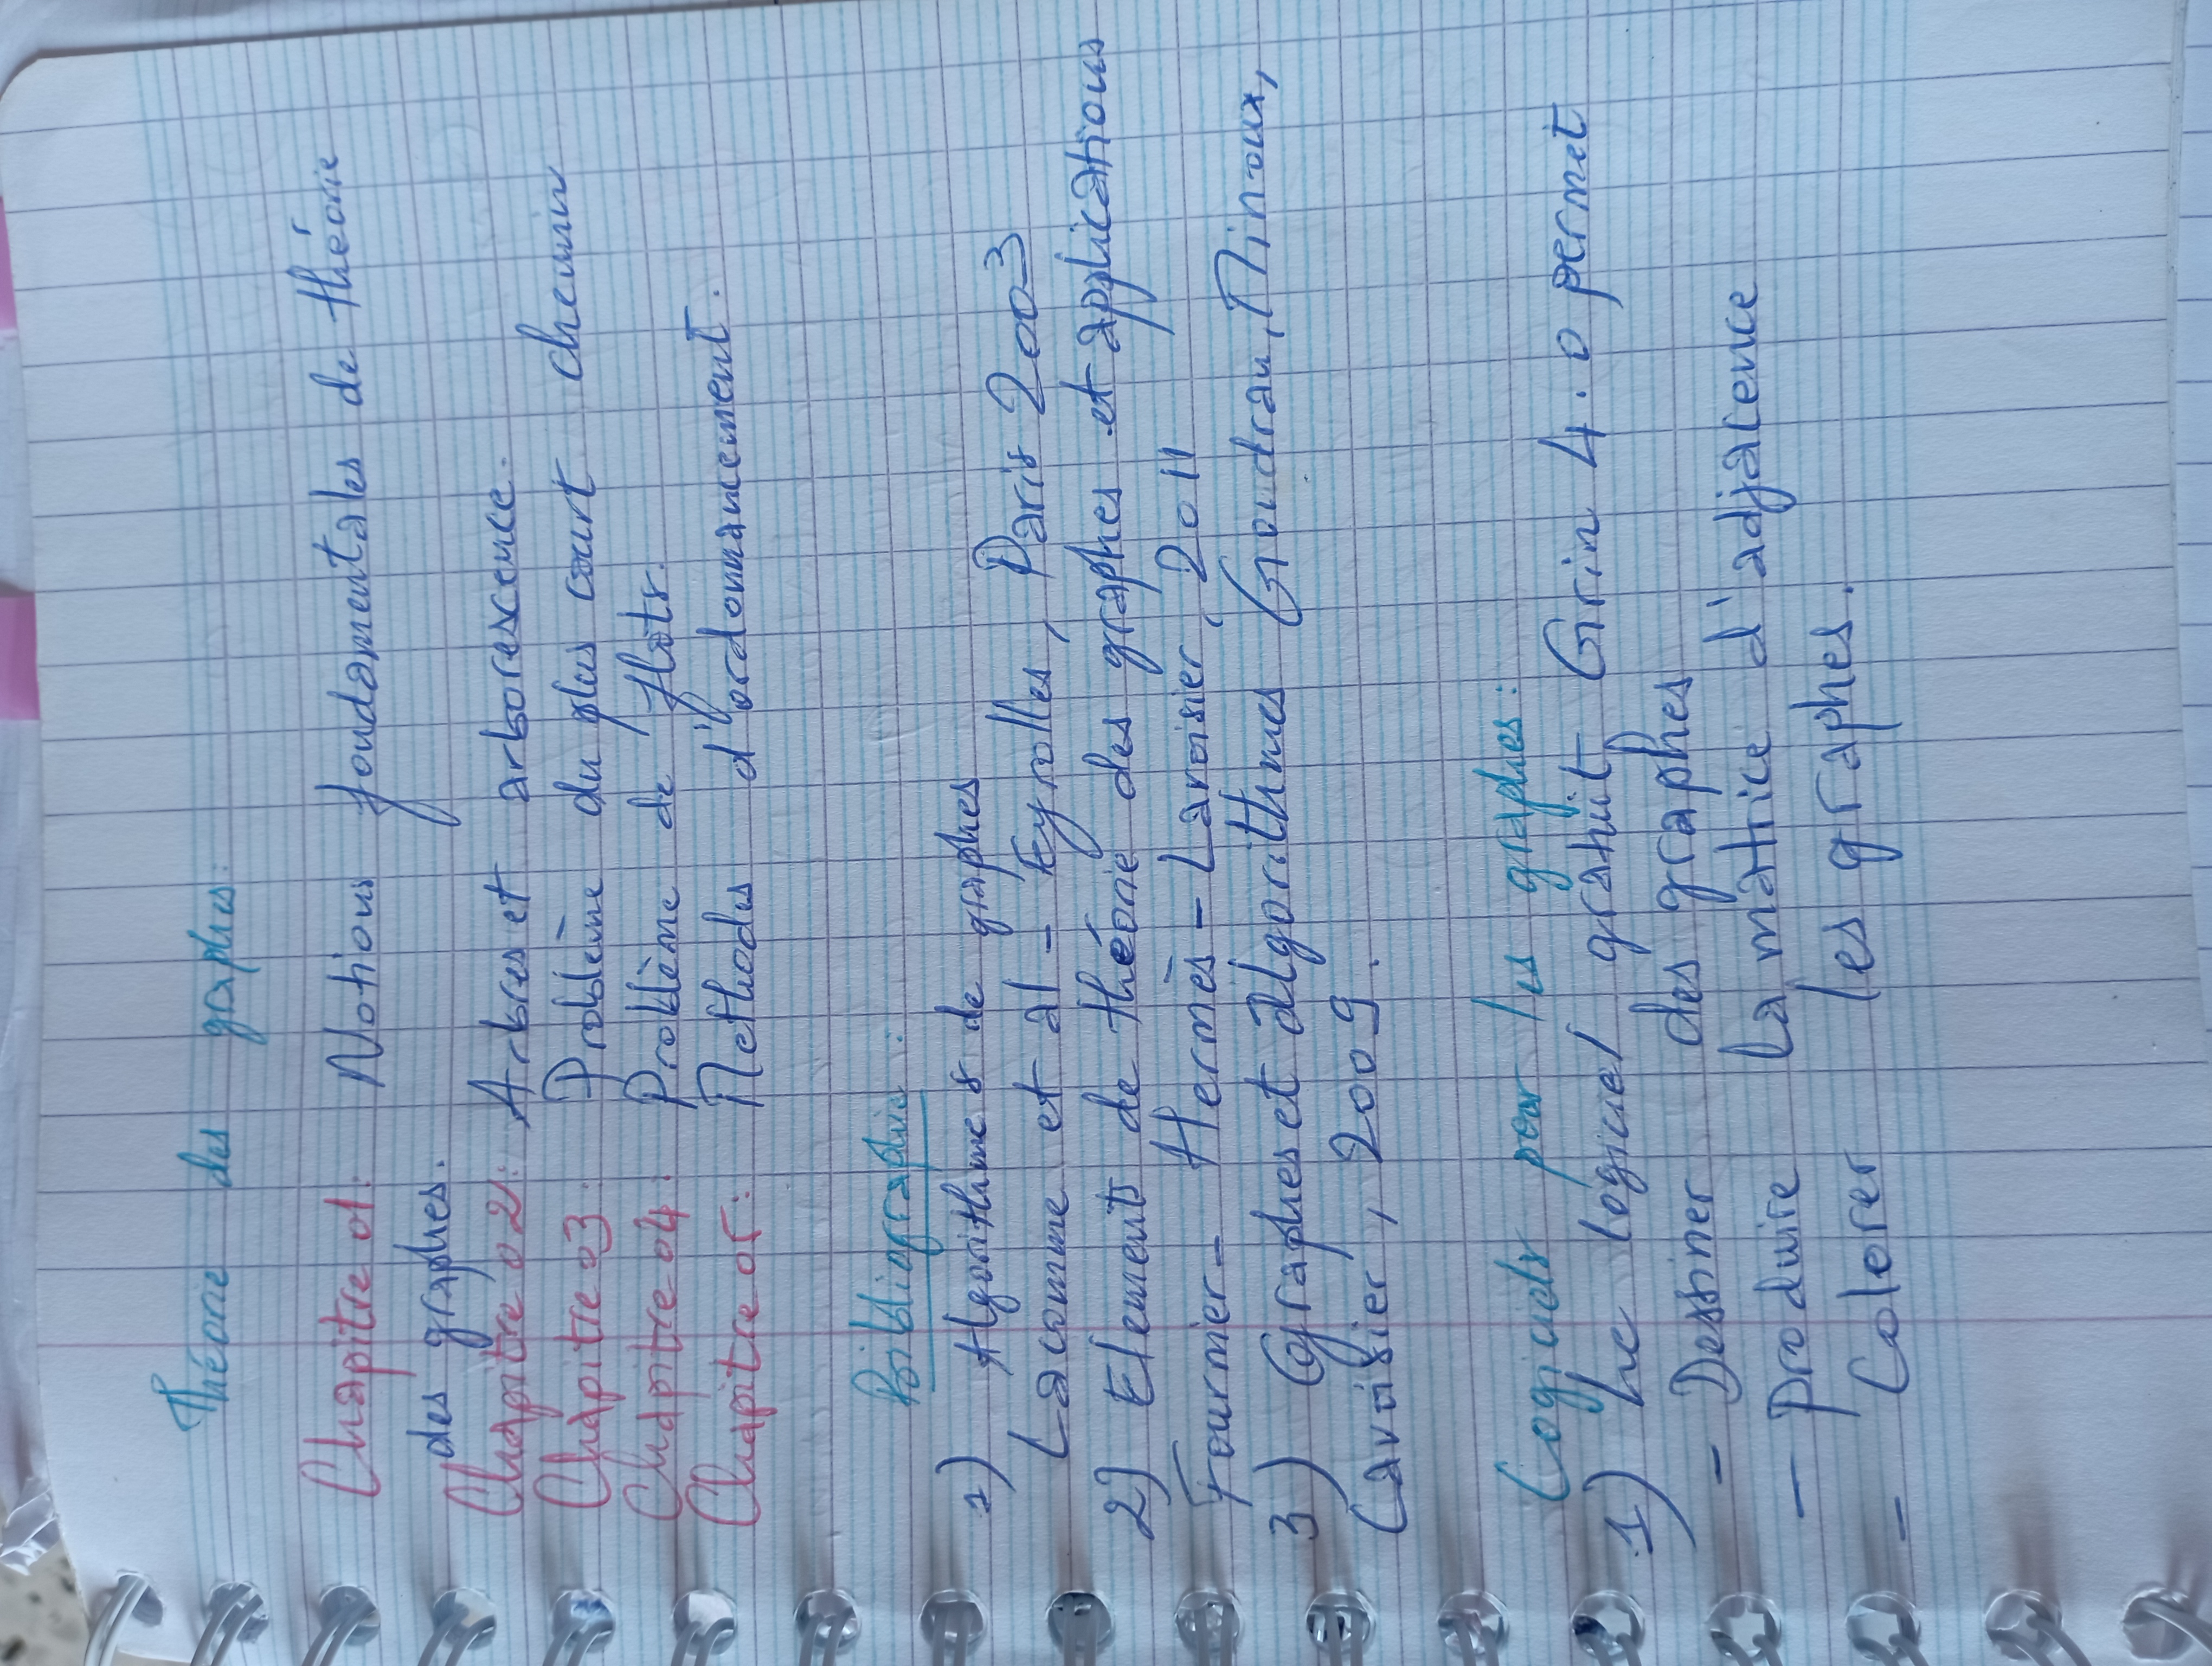 Théorie des graphes:
Chapitre 01: Notions fondamentales de théorie
des graphes.
Chapitre 02: Arbres et arborescence.
Chapitre 03: Problème du plus court chemin
Chapitre 04: Problème de flots.
Chapitre 05: Methodes d'ordonnancement.
Bibliographie:
1) Algorithmes de graphes
Lacomme et al - Eyrolles, Paris 2003
2) Elements de théorie des graphes et applications
Fournier - Hermès - Lavoisier, 2011
3) Graphes et algorithmes Goudran, Minoux,
Lavoisier, 2009.
Logiciels pour les graphes:
1) Le logiciel gratuit Grin 4.0 permet
- Dessiner des graphes
- produire la matrice d'adjacence
- Colorer les graphes.